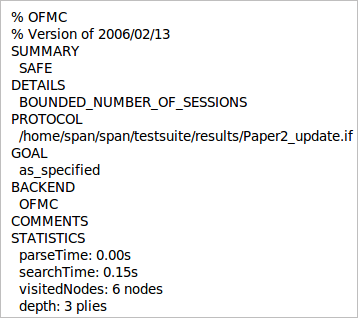 % OFMC
% Version of 2006/02/13
SUMMARY
SAFE
DETAILS
BOUNDED_NUMBER_OF_SESSIONS
PROTOCOL
/home/span/span/testsuite/results/Paper2_update.if
GOAL
as_specified
BACKEND
OFMC
COMMENTS
STATISTICS
parseTime: 0.00s
searchTime: 0.15s
visitedNodes: 6 nodes
depth: 3 plies